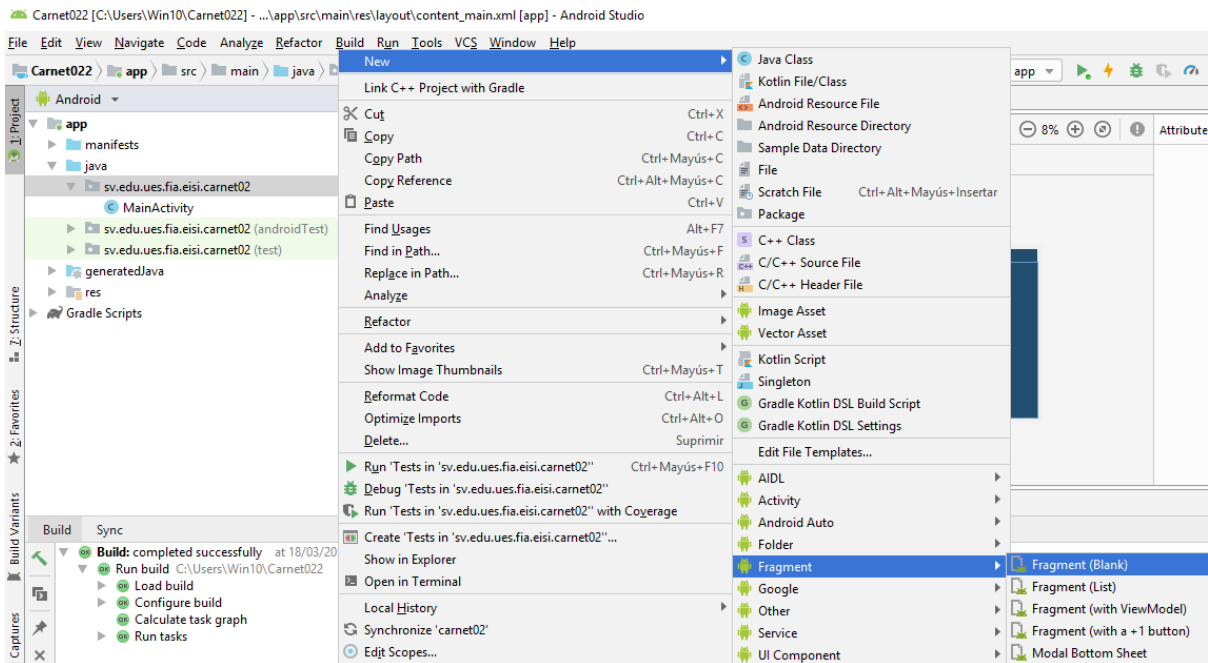 Carnet022 [C:\Users\Win10\Carnet022] - ...\app\src\main\res\layout\content_main.xml [app] - Android Studio
File Edit View Navigate Code Analyze Refactor Build Run Tools VCS Window Help
Carnet022 app src main java
app
1: Project
Android
app
manifests
java
sv.edu.ues.fia.eisi.carnet02
MainActivity
sv.edu.ues.fia.eisi.carnet02 (androidTest)
sv.edu.ues.fia.eisi.carnet02 (test)
generatedJava
res
Gradle Scripts
7: Structure
2: Favorites
Build Variants
Captures
Build Sync
Build: completed successfully at 18/03/20
Run build C:\Users\Win10\Carnet022
Load build
Configure build
Calculate task graph
Run tasks
New
Link C++ Project with Gradle
Cut Ctrl+X
Copy Ctrl+C
Copy Path Ctrl+Mayús+C
Copy Reference Ctrl+Alt+Mayús+C
Paste Ctrl+V
Find Usages Alt+F7
Find in Path... Ctrl+Mayús+F
Replace in Path... Ctrl+Mayús+R
Analyze
Refactor
Add to Favorites
Show Image Thumbnails Ctrl+Mayús+T
Reformat Code Ctrl+Alt+L
Optimize Imports Ctrl+Alt+O
Delete... Suprimir
Run 'Tests in 'sv.edu.ues.fia.eisi.carnet02'' Ctrl+Mayús+F10
Debug 'Tests in 'sv.edu.ues.fia.eisi.carnet02''
Run 'Tests in 'sv.edu.ues.fia.eisi.carnet02'' with Coverage
Create 'Tests in 'sv.edu.ues.fia.eisi.carnet02''...
Show in Explorer
Open in Terminal
Local History
Synchronize 'carnet02'
Edit Scopes...
Java Class
Kotlin File/Class
Android Resource File
Android Resource Directory
Sample Data Directory
File
Scratch File Ctrl+Alt+Mayús+Insertar
Package
C++ Class
C/C++ Source File
C/C++ Header File
Image Asset
Vector Asset
Kotlin Script
Singleton
Gradle Kotlin DSL Build Script
Gradle Kotlin DSL Settings
Edit File Templates...
AIDL
Activity
Android Auto
Folder
Fragment
Google
Other
Service
UI Component
8% Attribute
Fragment (Blank)
Fragment (List)
Fragment (with ViewModel)
Fragment (with a +1 button)
Modal Bottom Sheet